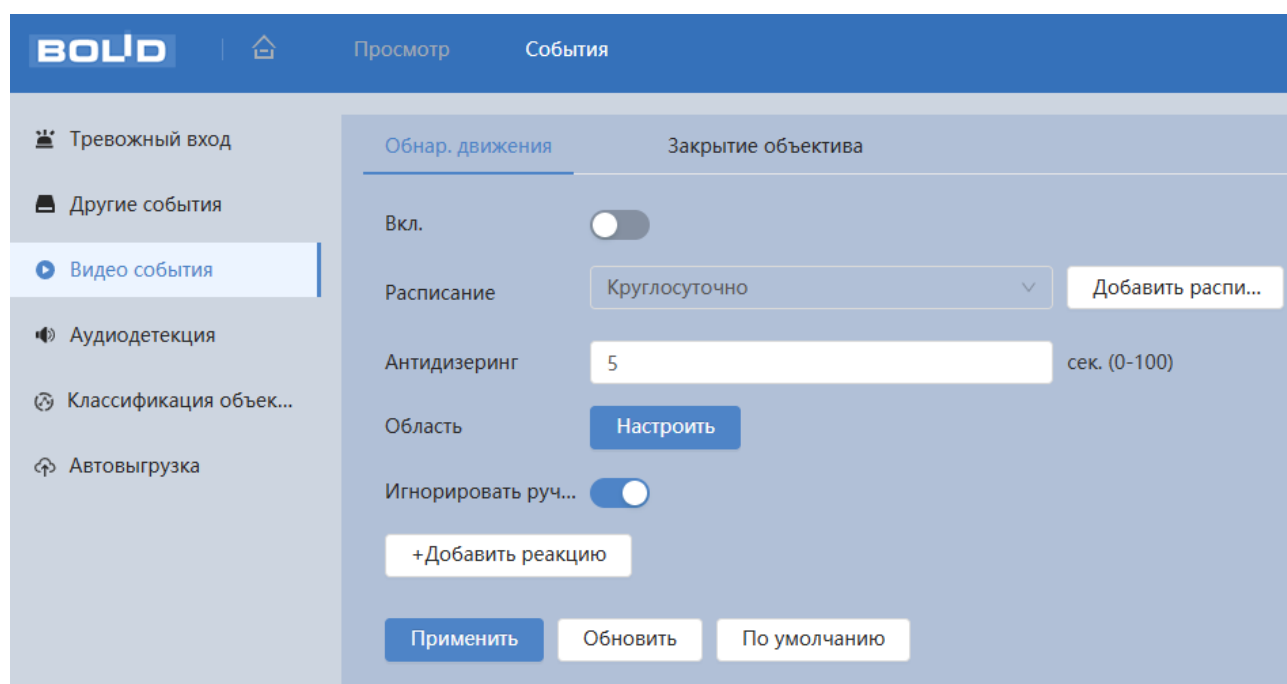 BOLID Просмотр События
Тревожный вход
Другие события
Видео события
Аудиодетекция
Классификация объек...
Автовыгрузка
Обнар. движения Закрытие объектива
Вкл.
Расписание Круглосуточно Добавить распи...
Антидизеринг 5 сек. (0-100)
Область Настроить
Игнорировать руч...
+Добавить реакцию
Применить Обновить По умолчанию